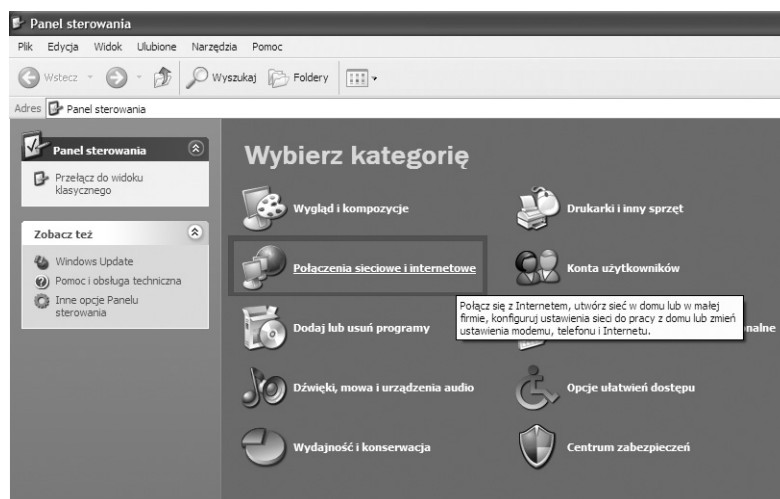 Panel sterowania
Plik Edycja Widok Ulubione Narzędzia Pomoc
Wstecz Wyszukaj Foldery
Adres Panel sterowania
Panel sterowania
Przełącz do widoku
klasycznego
Zobacz też
Windows Update
Pomoc i obsługa techniczna
Inne opcje Panelu
sterowania
Wybierz kategorię
Wygląd i kompozycje
Drukarki i inny sprzęt
Połączenia sieciowe i internetowe
Konta użytkowników
Połącz się z Internetem, utwórz sieć w domu lub w małej
firmie, konfiguruj ustawienia sieci do pracy z domu lub zmień
ustawienia modemu, telefonu i Internetu.
Dodaj lub usuń programy
nalne
Dźwięki, mowa i urządzenia audio
Opcje ułatwień dostępu
Wydajność i konserwacja
Centrum zabezpieczeń